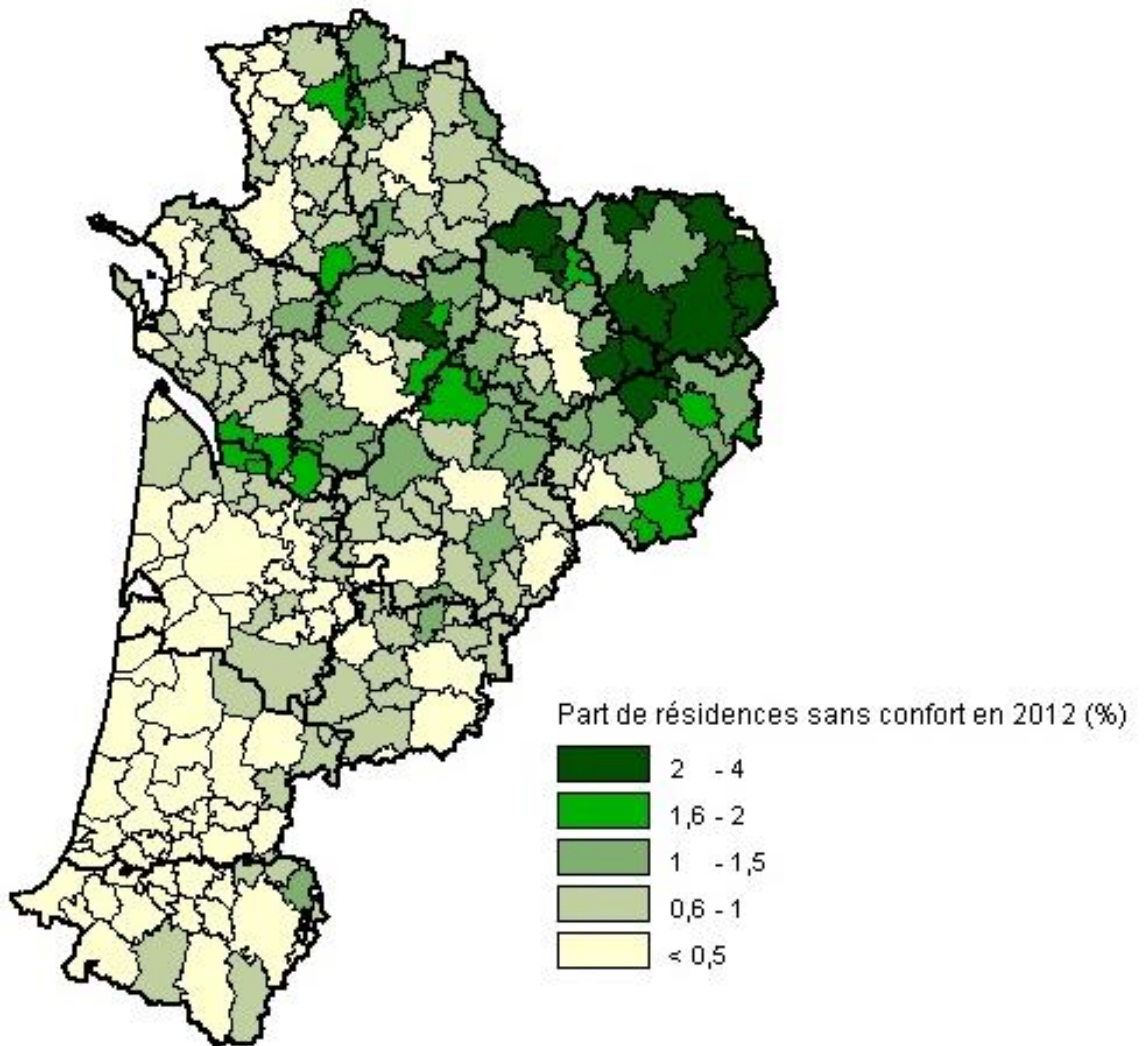 Part de résidences sans confort en 2012 (%)
2 - 4
1,6 - 2
1 - 1,5
0,6 - 1
< 0,5